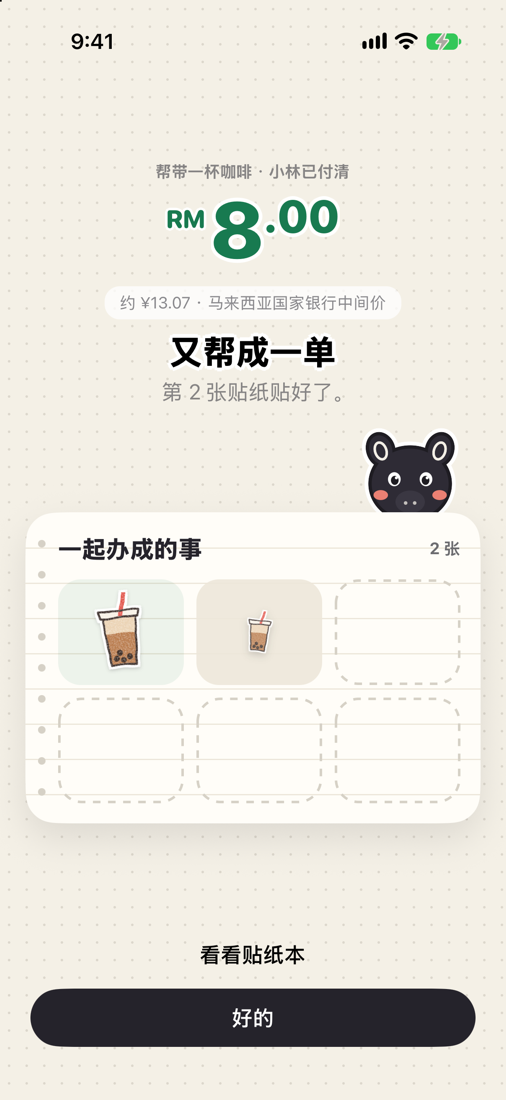 9:41
帮带一杯咖啡 · 小林已付清
RM 8.00
约 ¥13.07 · 马来西亚国家银行中间价
又帮成一单
第 2 张贴纸贴好了。
一起办成的事
2 张
看看贴纸本
好的